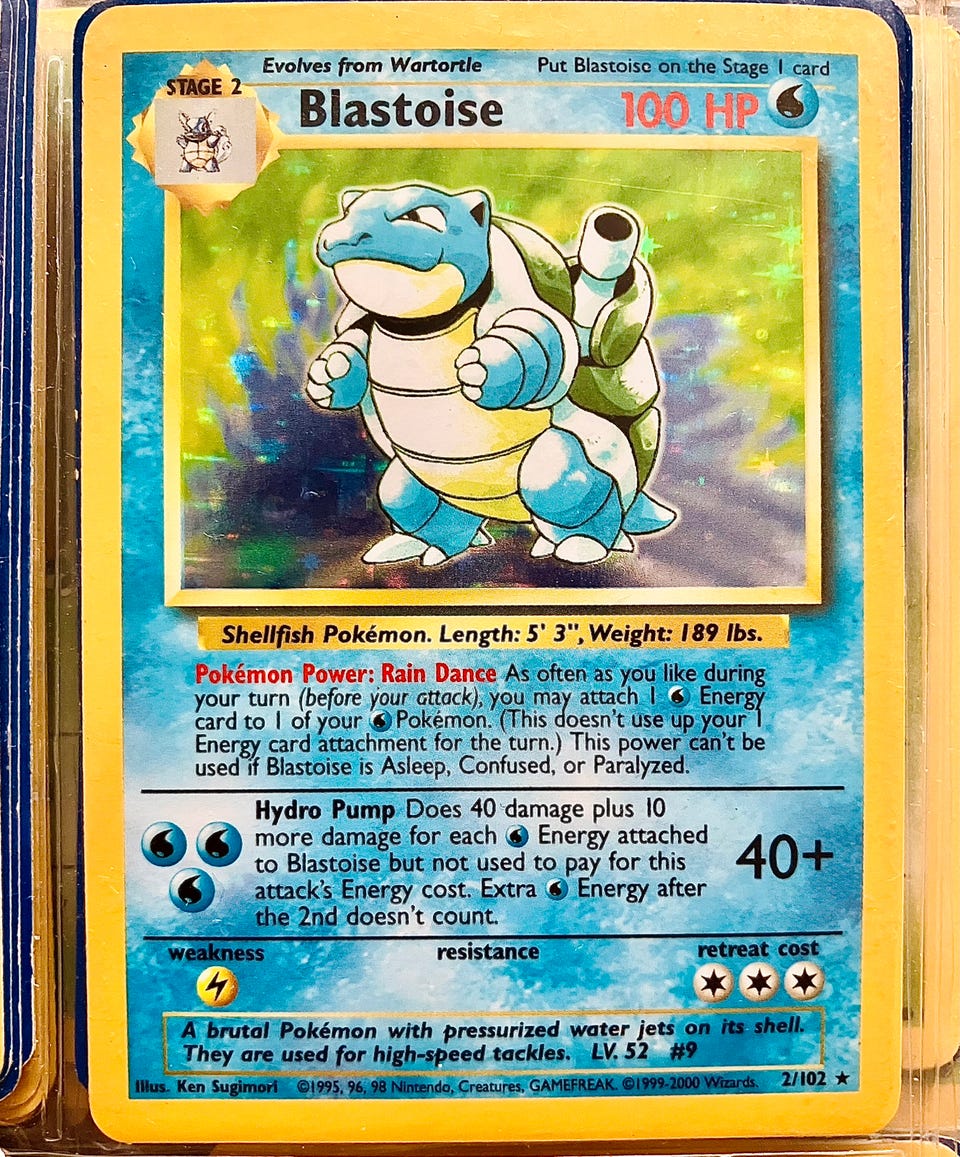 Evolves from Wartortle Put Blastoise on the Stage 1 card
STAGE 2
Blastoise 100 HP
Shellfish Pokémon. Length: 5' 3", Weight: 189 lbs.
Pokémon Power: Rain Dance As often as you like during
your turn (before your attack), you may attach 1 Energy
card to 1 of your Pokémon. (This doesn't use up your 1
Energy card attachment for the turn.) This power can't be
used if Blastoise is Asleep, Confused, or Paralyzed.
Hydro Pump Does 40 damage plus 10
more damage for each Energy attached
to Blastoise but not used to pay for this
attack's Energy cost. Extra Energy after
the 2nd doesn't count.
40+
weakness resistance retreat cost
A brutal Pokémon with pressurized water jets on its shell.
They are used for high-speed tackles. LV. 52 #9
Illus. Ken Sugimori ©1995, 96, 98 Nintendo, Creatures, GAMEFREAK. ©1999-2000 Wizards. 2/102 ★